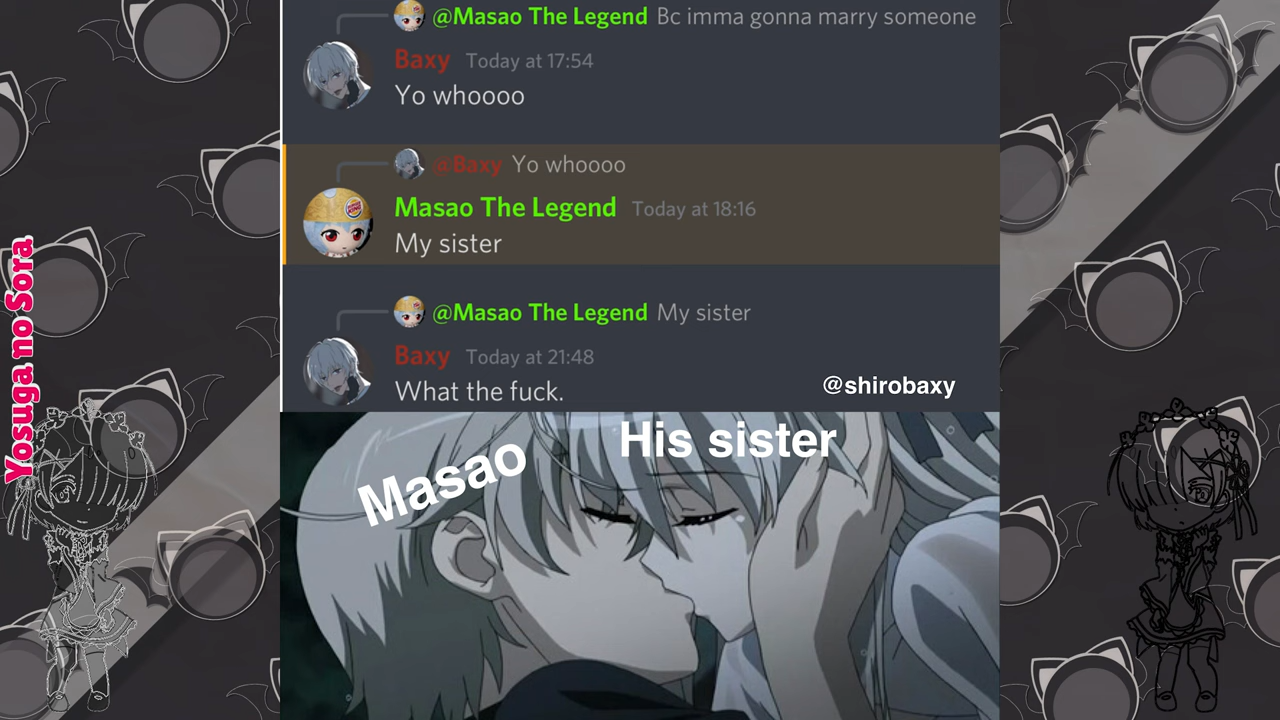 @Masao The Legend Bc imma gonna marry someone
Baxy Today at 17:54
Yo whoooo
@Baxy Yo whoooo
Masao The Legend Today at 18:16
My sister
@Masao The Legend My sister
Baxy Today at 21:48
What the fuck.
@shirobaxy
Yosuga no Sora
Masao
His sister